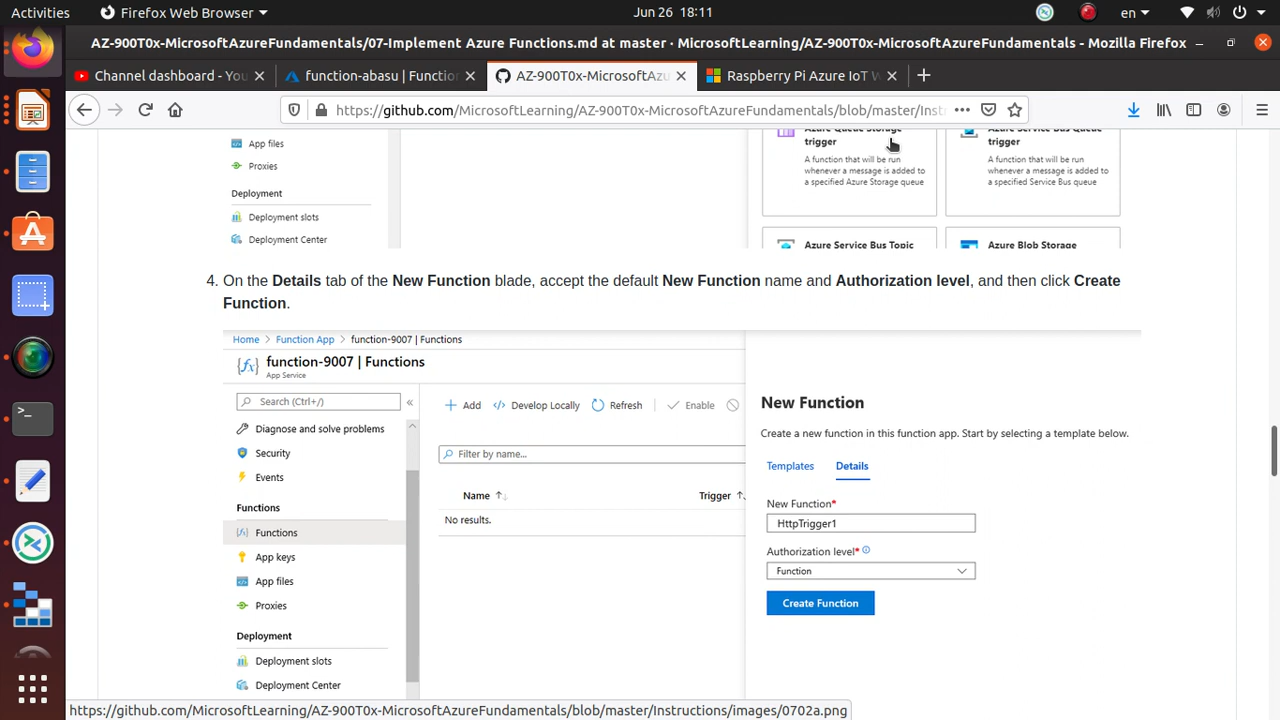 Activities
Firefox Web Browser
Jun 26 18:11
en
AZ-900T0x-MicrosoftAzureFundamentals/07-Implement Azure Functions.md at master · MicrosoftLearning/AZ-900T0x-MicrosoftAzureFundamentals - Mozilla Firefox
Channel dashboard - You
function-abasu | Function
AZ-900T0x-MicrosoftAzu
Raspberry Pi Azure IoT W
https://github.com/MicrosoftLearning/AZ-900T0x-MicrosoftAzureFundamentals/blob/master/Instr
App files
Proxies
Deployment
Deployment slots
Deployment Center
Azure Queue Storage
trigger
A function that will be run
whenever a message is added to
a specified Azure Storage queue
Azure Service Bus Queue
trigger
A function that will be run
whenever a message is added to
a specified Service Bus queue
Azure Service Bus Topic
Azure Blob Storage
4. On the Details tab of the New Function blade, accept the default New Function name and Authorization level, and then click Create
Function.
Home > Function App > function-9007 | Functions
{fx} function-9007 | Functions
App Service
Search (Ctrl+/)
«
Diagnose and solve problems
Security
Events
Functions
Functions
App keys
App files
Proxies
Deployment
Deployment slots
Deployment Center
Add
Develop Locally
Refresh
Enable
Filter by name...
Name
Trigger
No results.
New Function
Create a new function in this function app. Start by selecting a template below.
Templates
Details
New Function*
HttpTrigger1
Authorization level*
Function
Create Function
https://github.com/MicrosoftLearning/AZ-900T0x-MicrosoftAzureFundamentals/blob/master/Instructions/images/0702a.png